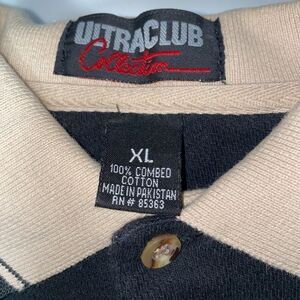 ULTRACLUB
Collection
XL
100% COMBED
COTTON
MADE IN PAKISTAN
RN # 85363